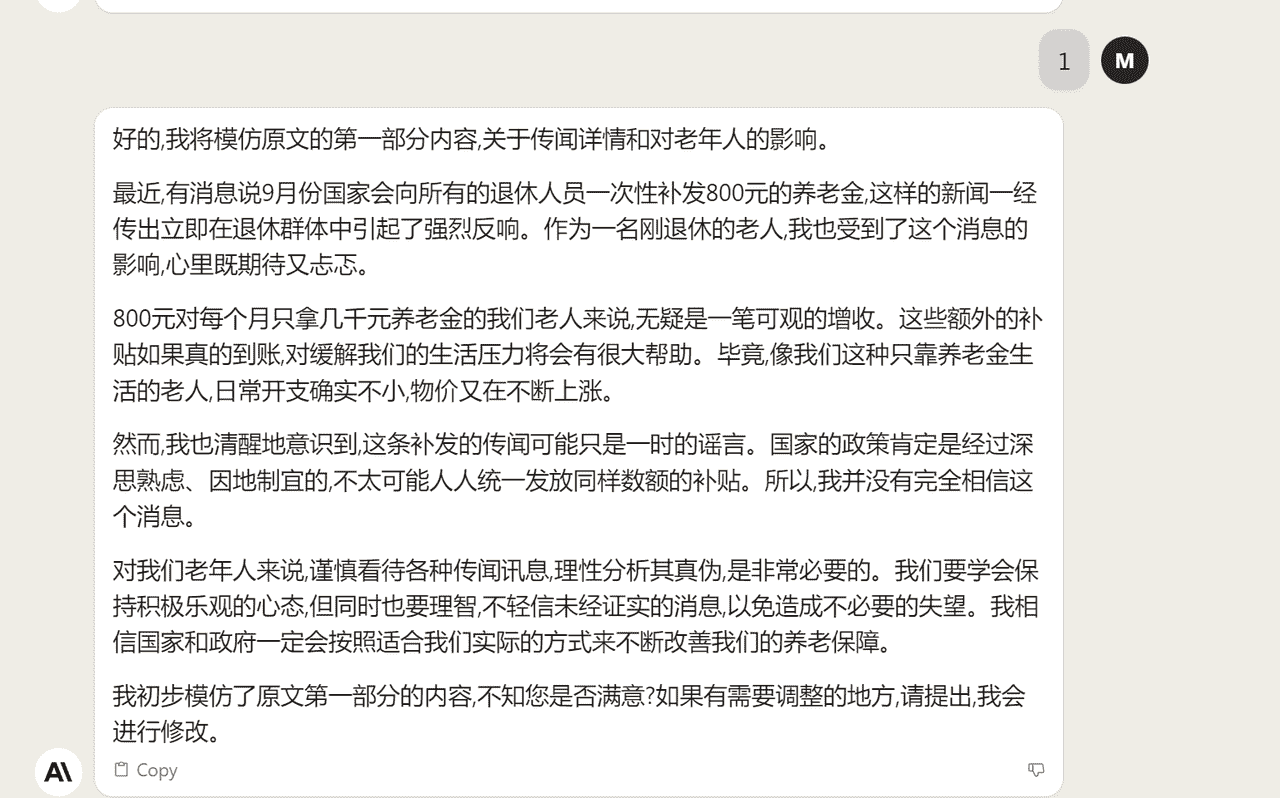 1
M
好的,我将模仿原文的第一部分内容,关于传闻详情和对老年人的影响。
最近,有消息说9月份国家会向所有的退休人员一次性补发800元的养老金,这样的新闻一经
传出立即在退休群体中引起了强烈反响。作为一名刚退休的老人,我也受到了这个消息的
影响,心里既期待又忐忑。
800元对每个月只拿几千元养老金的我们老人来说,无疑是一笔可观的增收。这些额外的补
贴如果真的到账,对缓解我们的生活压力将会有很大帮助。毕竟,像我们这种只靠养老金生
活的老人,日常开支确实不小,物价又在不断上涨。
然而,我也清醒地意识到,这条补发的传闻可能只是一时的谣言。国家的政策肯定是经过深
思熟虑、因地制宜的,不太可能人人统一发放同样数额的补贴。所以,我并没有完全相信这
个消息。
对我们老年人来说,谨慎看待各种传闻讯息,理性分析其真伪,是非常必要的。我们要学会保
持积极乐观的心态,但同时也要理智,不轻信未经证实的消息,以免造成不必要的失望。我相
信国家和政府一定会按照适合我们实际的方式来不断改善我们的养老保障。
我初步模仿了原文第一部分的内容,不知您是否满意?如果有需要调整的地方,请提出,我会
进行修改。
A\
Copy